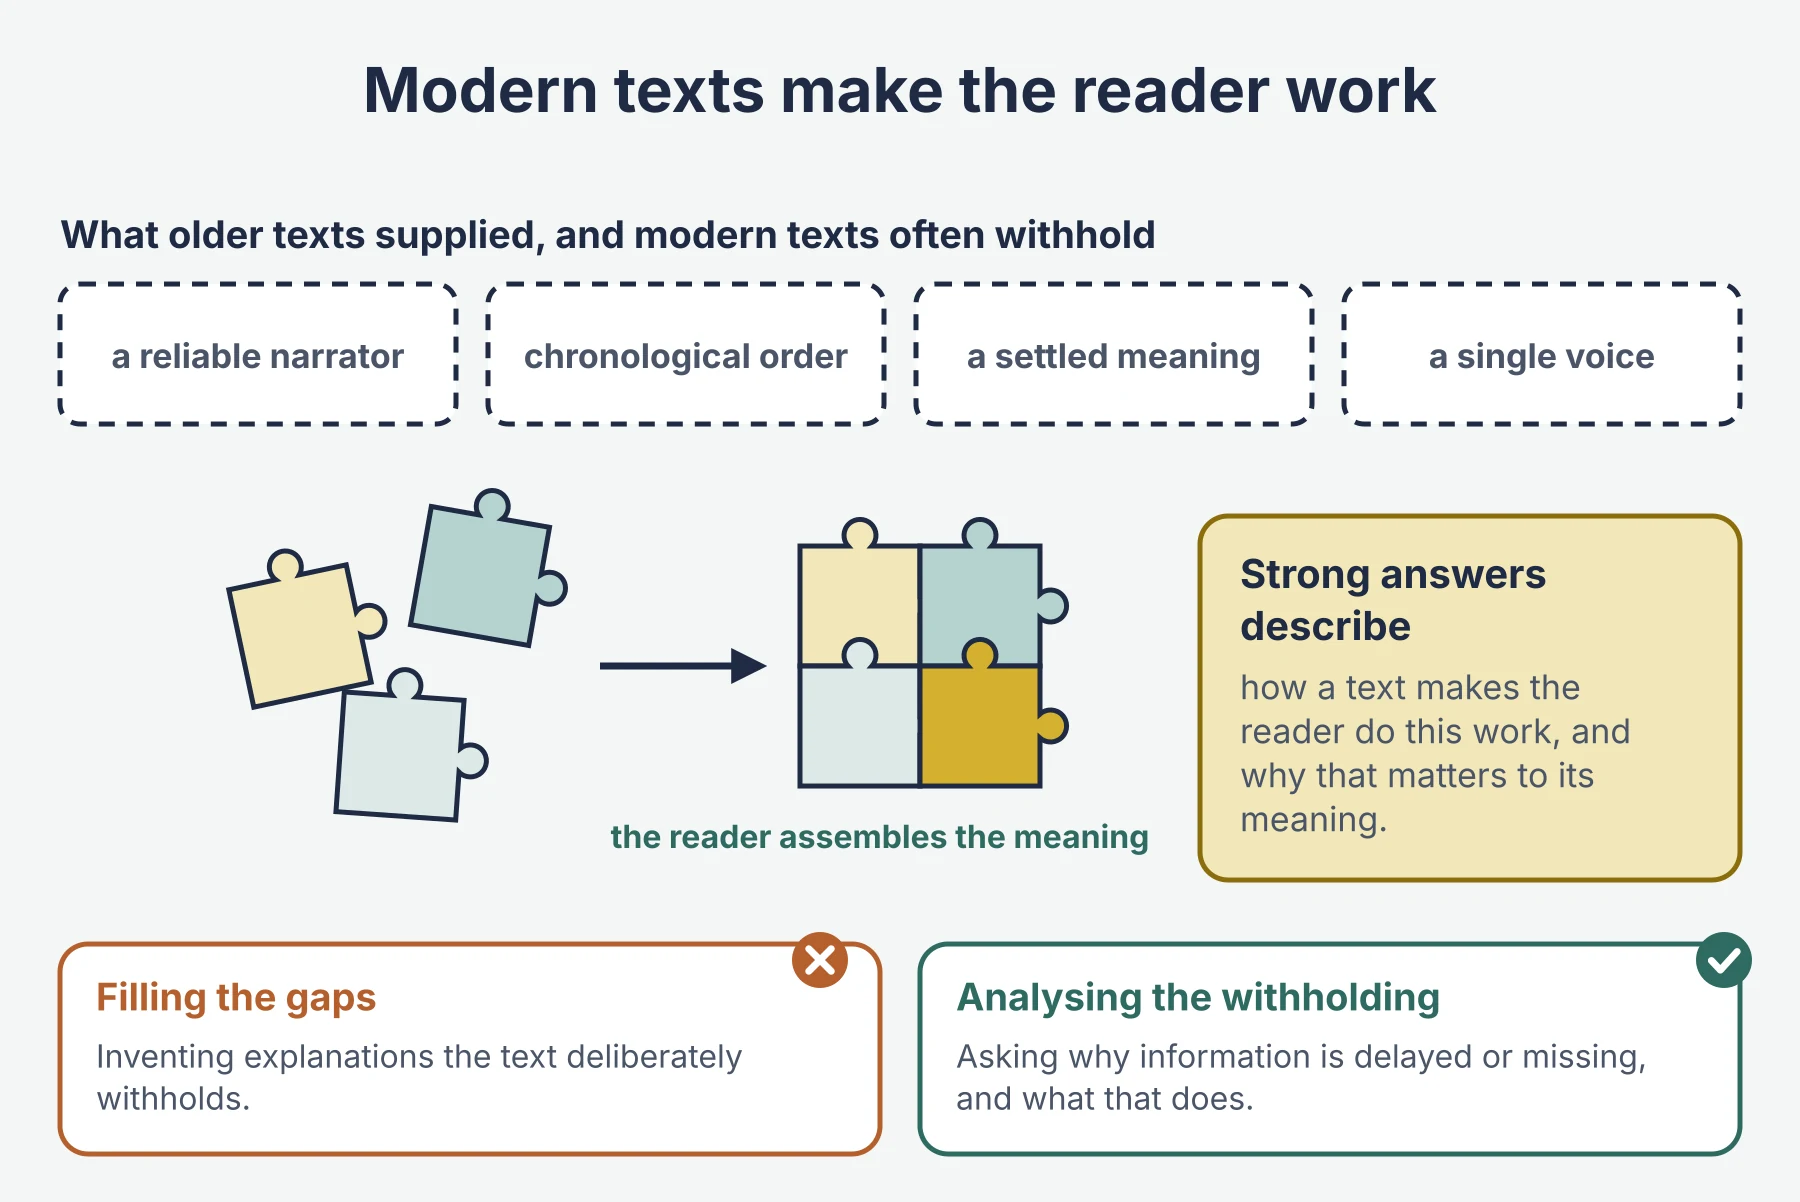 Modern texts make the reader work
What older texts supplied, and modern texts often withhold
a reliable narrator
chronological order
a settled meaning
a single voice
the reader assembles the meaning
Strong answers
describe
how a text makes the
reader do this work, and
why that matters to its
meaning.
Filling the gaps
Inventing explanations the text deliberately
withholds.
Analysing the withholding
Asking why information is delayed or missing,
and what that does.